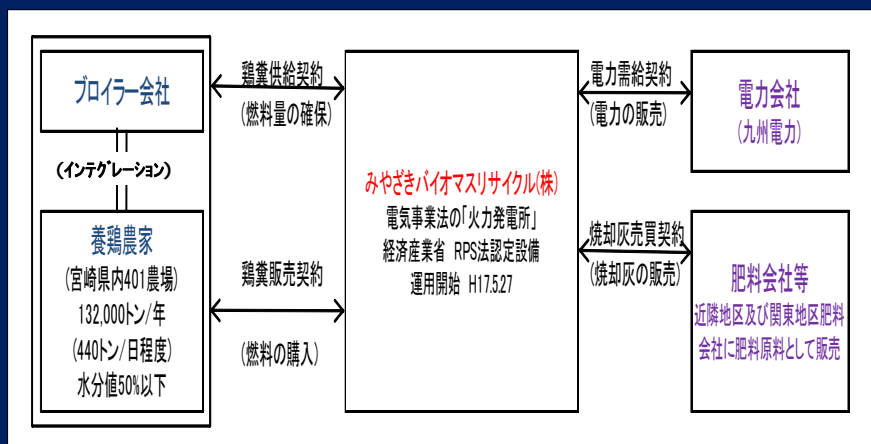 ブロイラー会社
(インテグレーション)
養鶏農家
(宮崎県内401農場)
132,000トン/年
(440トン/日程度)
水分値50%以下
鶏糞供給契約
(燃料量の確保)
鶏糞販売契約
(燃料の購入)
みやざきバイオマスリサイクル(株)
電気事業法の「火力発電所」
経済産業省 RPS法認定設備
運用開始 H17.5.27
電力需給契約
(電力の販売)
焼却灰売買契約
(焼却灰の販売)
電力会社
(九州電力)
肥料会社等
近隣地区及び関東地区肥料
会社に肥料原料として販売